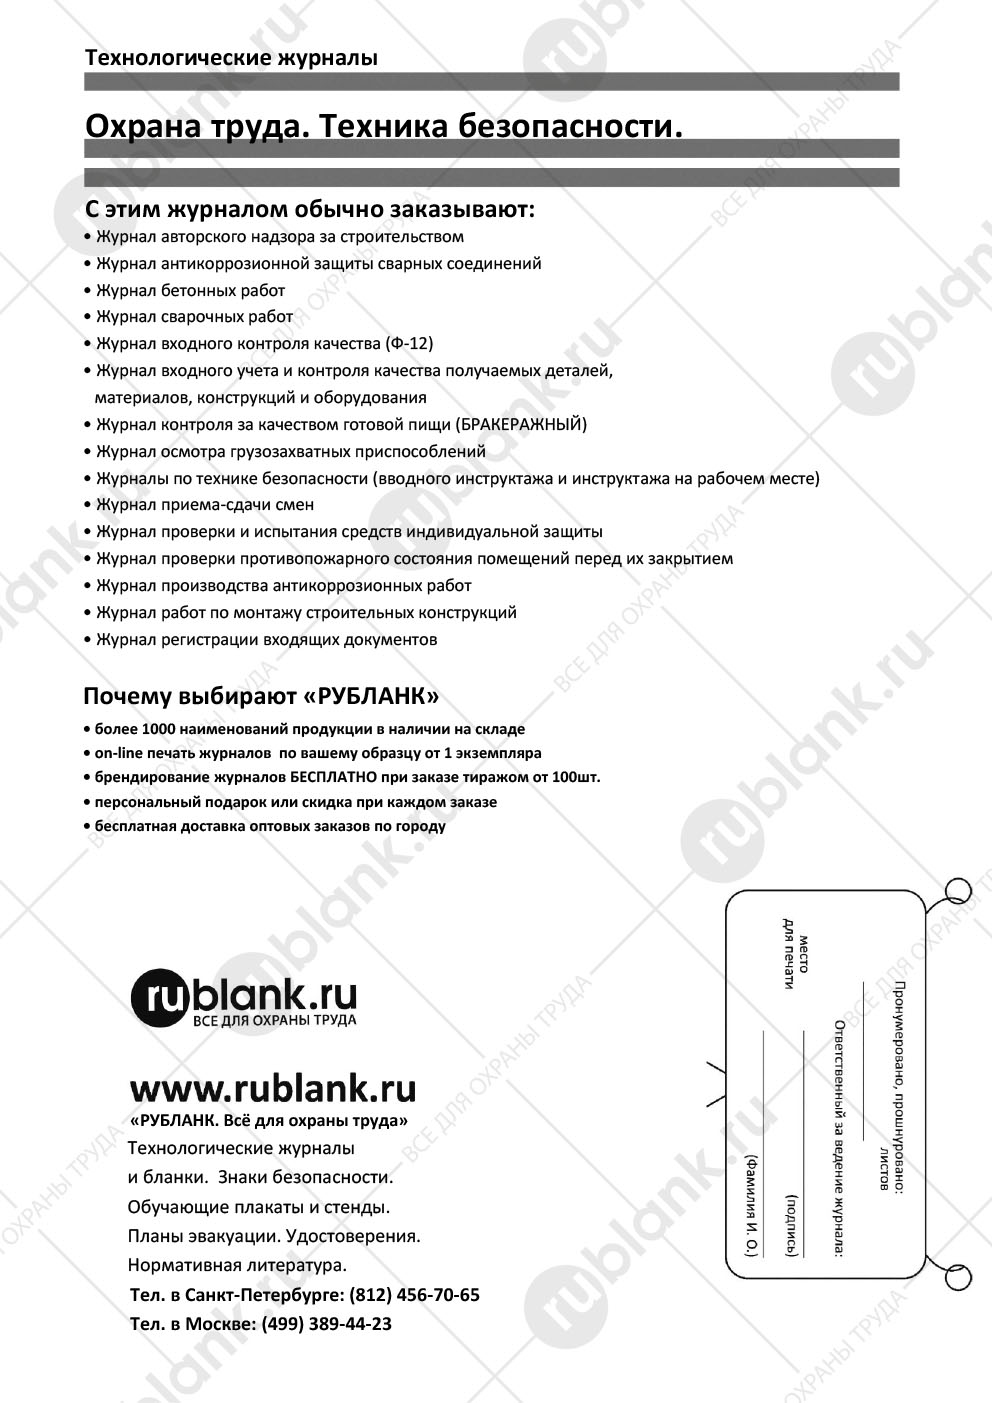 Технологические журналы
Охрана труда. Техника безопасности.
С этим журналом обычно заказывают:
• Журнал авторского надзора за строительством
• Журнал антикоррозионной защиты сварных соединений
• Журнал бетонных работ
• Журнал сварочных работ
• Журнал входного контроля качества (Ф-12)
• Журнал входного учета и контроля качества получаемых деталей,
материалов, конструкций и оборудования
• Журнал контроля за качеством готовой пищи (БРАКЕРАЖНЫЙ)
• Журнал осмотра грузозахватных приспособлений
• Журналы по технике безопасности (вводного инструктажа и инструктажа на рабочем месте)
• Журнал приема-сдачи смен
• Журнал проверки и испытания средств индивидуальной защиты
• Журнал проверки противопожарного состояния помещений перед их закрытием
• Журнал производства антикоррозионных работ
• Журнал работ по монтажу строительных конструкций
• Журнал регистрации входящих документов
Почему выбирают «РУБЛАНК»
• более 1000 наименований продукции в наличии на складе
• on-line печать журналов по вашему образцу от 1 экземпляра
• брендирование журналов БЕСПЛАТНО при заказе тиражом от 100шт.
• персональный подарок или скидка при каждом заказе
• бесплатная доставка оптовых заказов по городу
rublank.ru
ВСЕ ДЛЯ ОХРАНЫ ТРУДА
www.rublank.ru
«РУБЛАНК. Всё для охраны труда»
Технологические журналы
и бланки. Знаки безопасности.
Обучающие плакаты и стенды.
Планы эвакуации. Удостоверения.
Нормативная литература.
Тел. в Санкт-Петербурге: (812) 456-70-65
Тел. в Москве: (499) 389-44-23
Пронумеровано, прошнуровано:
листов
Ответственный за ведение журнала:
место
для печати
(подпись)
(Фамилия И. О.)